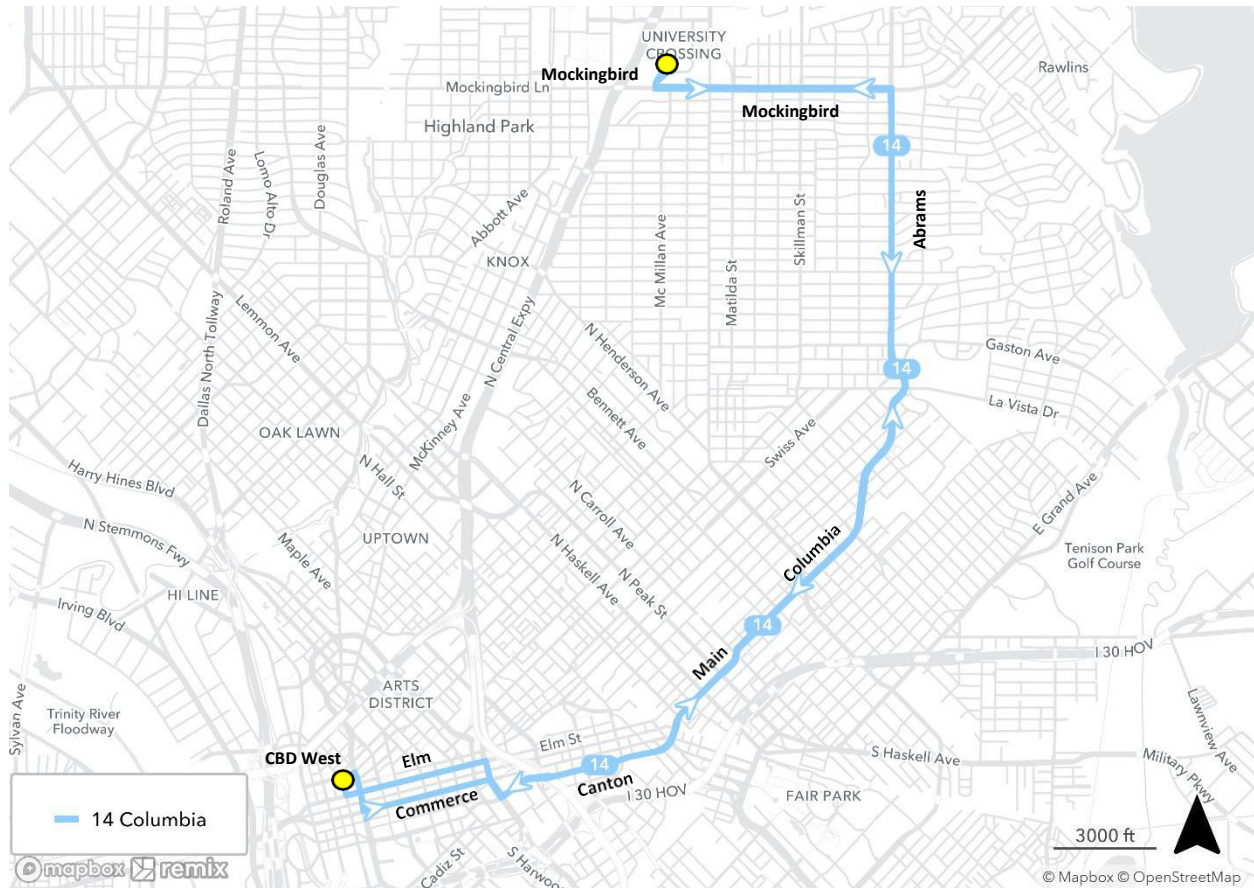 UNIVERSITY
CROSSING
Mockingbird
Rawlins
Mockingbird Ln
Mockingbird
Highland Park
14
Douglas Ave
Lomo Alto Dr
Roland Ave
Abbott Ave
Abrams
Skillman St
Mc Millan Ave
Matilda St
KNOX
Lemmon Ave
N Central Expy
N Henderson Ave
Gaston Ave
14
Dallas North Tollway
Bennett Ave
La Vista Dr
McKinney Ave
OAK LAWN
Swiss Ave
N Hall St
Harry Hines Blvd
E Grand Ave
N Carroll Ave
N Stemmons Fwy
UPTOWN
Maple Ave
Columbia
Tenison Park
Golf Course
N Haskell Ave
N Peak St
HI LINE
Irving Blvd
14
I 30 HOV
Main
ARTS
DISTRICT
Sylvan Ave
Trinity River
Floodway
Lawnview Ave
Elm St
CBD West
Elm
14
S Haskell Ave
Military Pkwy
Canton
I 30 HOV
FAIR PARK
Commerce
14 Columbia
3000 ft
Cadiz St
S Harwoo
mapbox remix
© Mapbox © OpenStreetMap